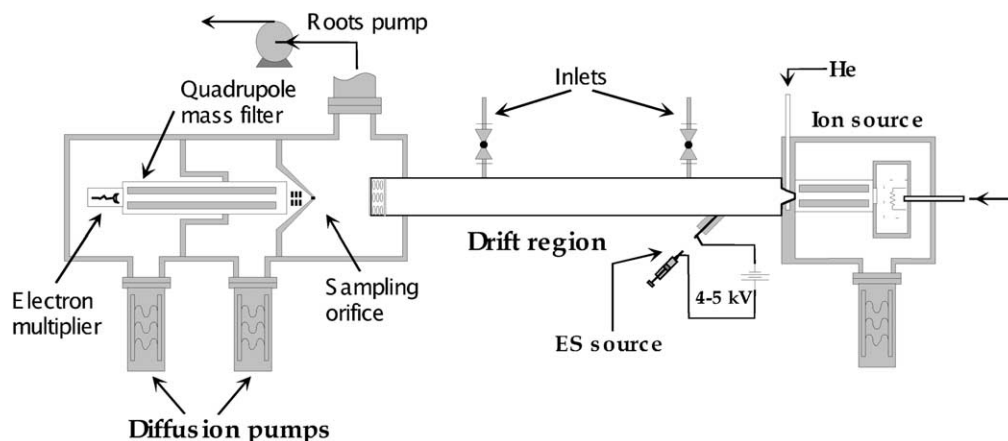 Roots pump
Quadrupole
mass filter
Inlets
He
Ion source
Drift region
Electron
multiplier
Sampling
orifice
4-5 kV
ES source
Diffusion pumps